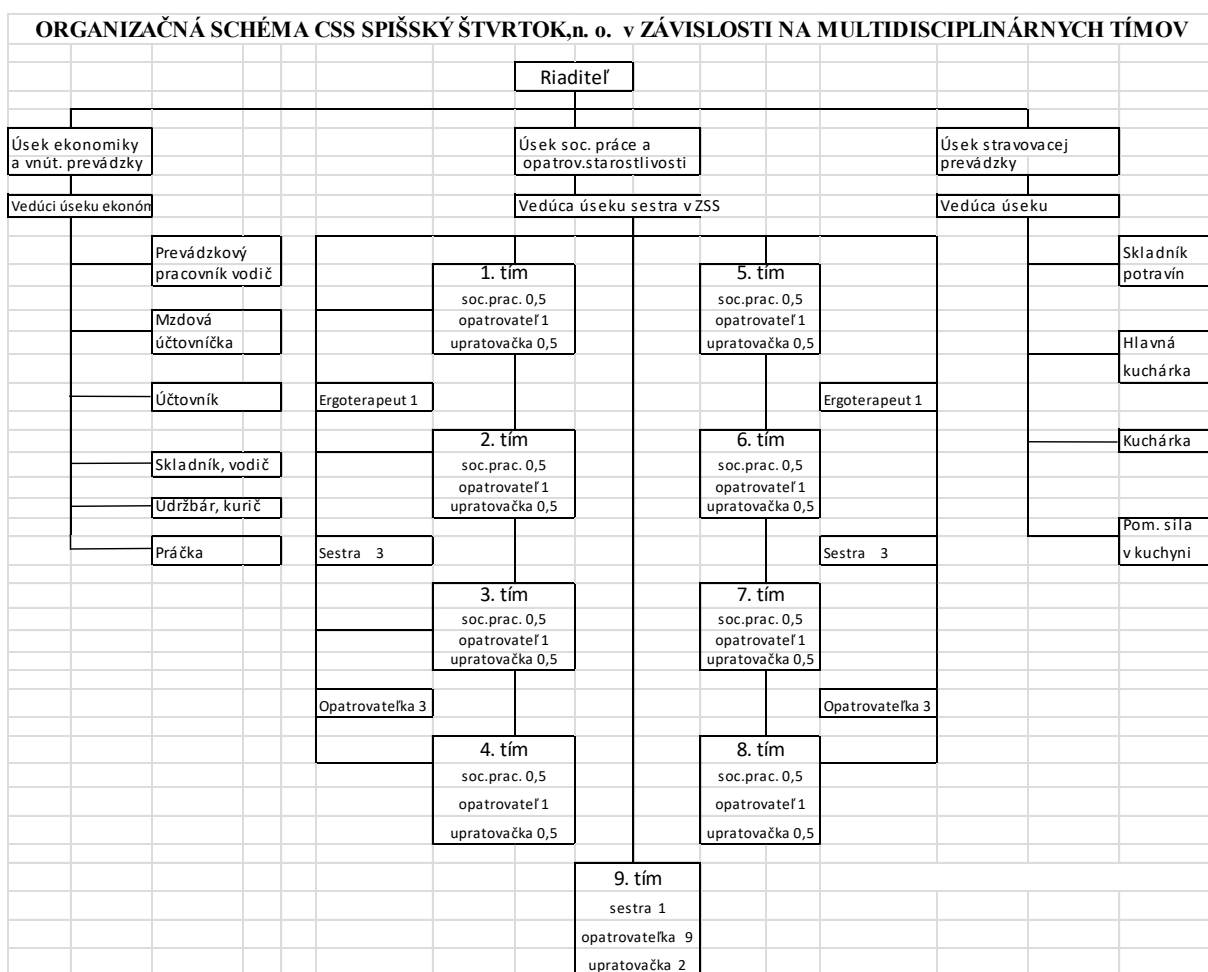 ORGANIZAČNÁ SCHÉMA CSS SPIŠSKÝ ŠTVRTOK,n. o. v ZÁVISLOSTI NA MULTIDISCIPLINÁRNYCH TÍMOV
Riaditeľ
Úsek ekonomiky
a vnút. prevádzky
Úsek soc. práce a
opatrov.starostlivosti
Úsek stravovacej
prevádzky
Vedúci úseku ekonóm
Vedúca úseku sestra v ZSS
Vedúca úseku
Prevádzkový
pracovník vodič
Mzdová
účtovníčka
Účtovník
Skladník, vodič
Údržbár, kurič
Práčka
1. tím
soc.prac. 0,5
opatrovateľ 1
upratovačka 0,5
Ergoterapeut 1
2. tím
soc.prac. 0,5
opatrovateľ 1
upratovačka 0,5
Sestra 3
3. tím
soc.prac. 0,5
opatrovateľ 1
upratovačka 0,5
Opatrovateľka 3
4. tím
soc.prac. 0,5
opatrovateľ 1
upratovačka 0,5
5. tím
soc.prac. 0,5
opatrovateľ 1
upratovačka 0,5
Ergoterapeut 1
6. tím
soc.prac. 0,5
opatrovateľ 1
upratovačka 0,5
Sestra 3
7. tím
soc.prac. 0,5
opatrovateľ 1
upratovačka 0,5
Opatrovateľka 3
8. tím
soc.prac. 0,5
opatrovateľ 1
upratovačka 0,5
9. tím
sestra 1
opatrovateľka 9
upratovačka 2
Skladník
potravín
Hlavná
kuchárka
Kuchárka
Pom. sila
v kuchyni